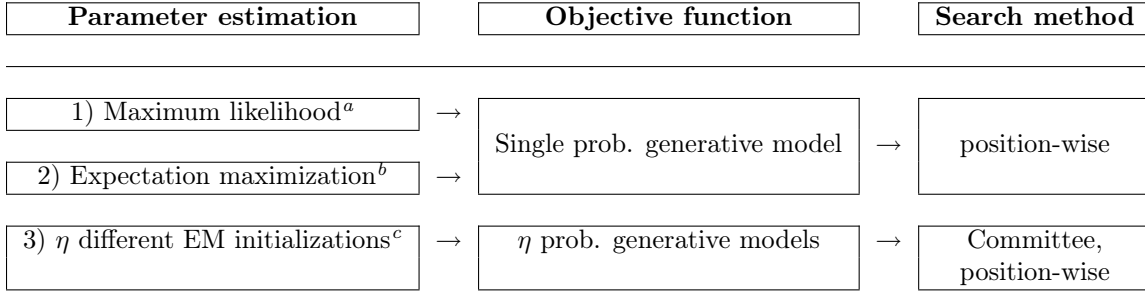 Parameter estimation Objective function Search method
1) Maximum likelihood^a →
Single prob. generative model → position-wise
2) Expectation maximization^b →
3) η different EM initializations^c → η prob. generative models → Committee,
position-wise